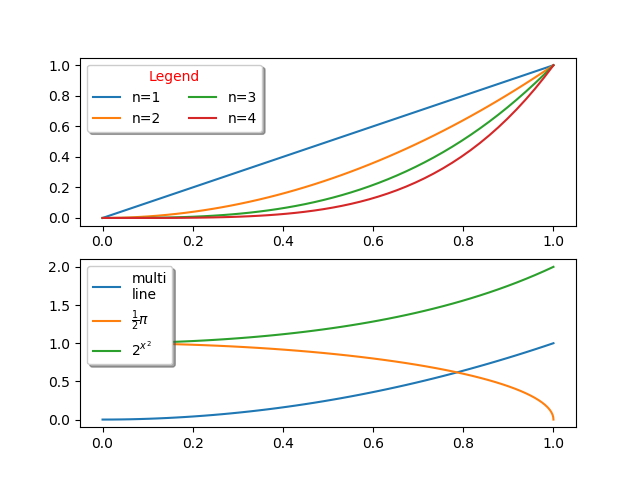 1.0
0.8
0.6
0.4
0.2
0.0
Legend
n=1 n=3
n=2 n=4
0.0 0.2 0.4 0.6 0.8 1.0
2.0
1.5
1.0
0.5
0.0
multi
line
½π
2^{x^2}
0.0 0.2 0.4 0.6 0.8 1.0